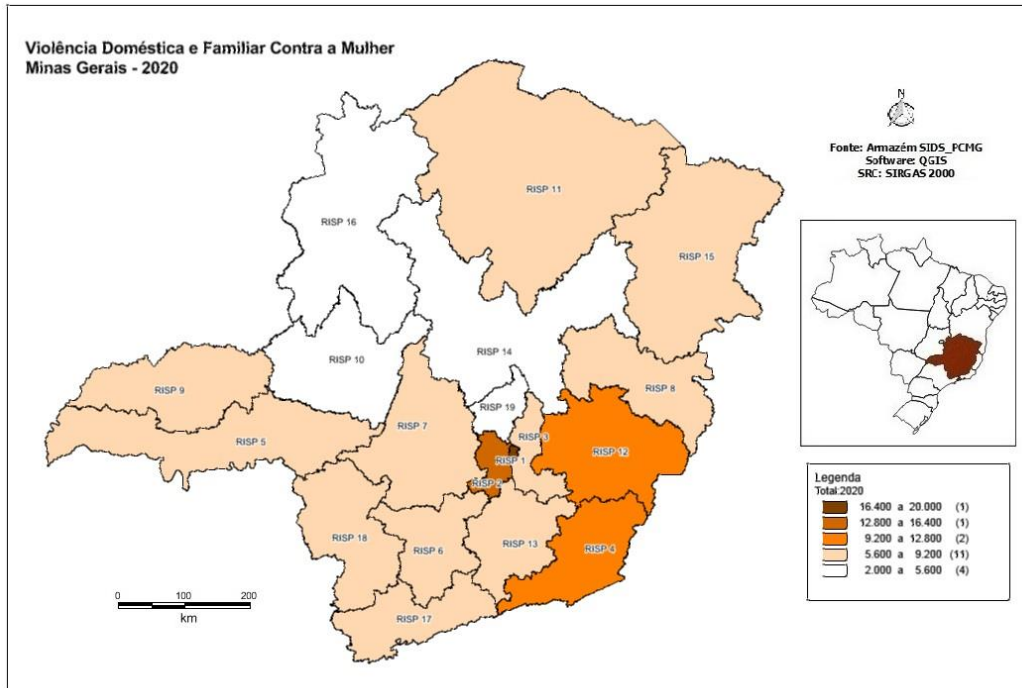 Violência Doméstica e Familiar Contra a Mulher
Minas Gerais - 2020
N
Fonte: Armazém SIDS_PCMG
Software: QGIS
SRC: SIRGAS 2000
RISP 11
RISP 16
RISP 15
RISP 14
RISP 10
RISP 9
RISP 8
RISP 19
RISP 7
RISP 3
RISP 5
RISP 12
RISP 1
RISP 2
RISP 18
RISP 6
RISP 13
RISP 4
RISP 17
0 100 200
km
Legenda
Total:2020
16.400 a 20.000 (1)
12.800 a 16.400 (1)
9.200 a 12.800 (2)
5.600 a 9.200 (11)
2.000 a 5.600 (4)